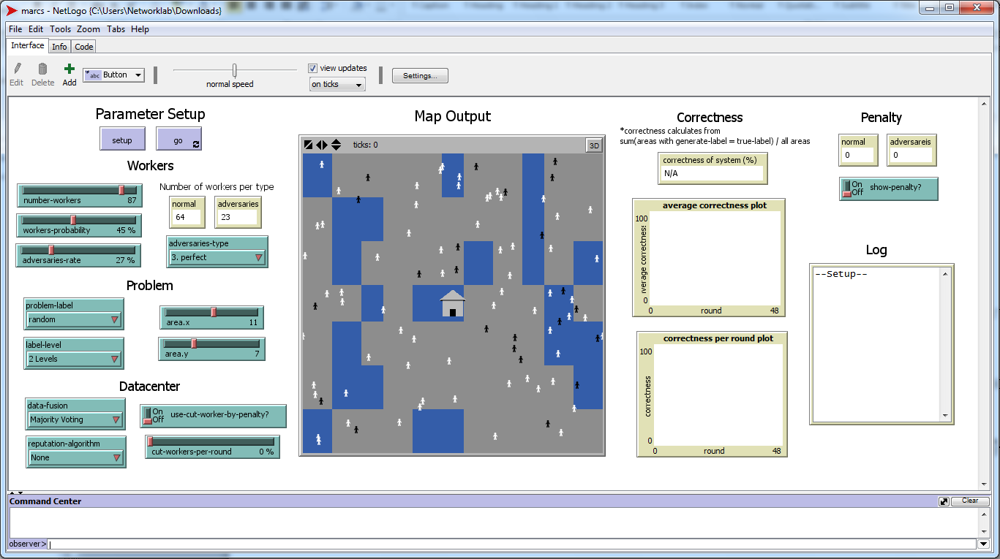 marcs - NetLogo {C:\Users\Networklab\Downloads}
File Edit Tools Zoom Tabs Help
Interface Info Code
Edit Delete Add
abc Button
normal speed
view updates
on ticks
Settings...
Parameter Setup
setup
go
Workers
number-workers 87
workers-probability 45 %
adversaries-rate 27 %
Number of workers per type
normal
64
adversaries
23
adversaries-type
3. perfect
Problem
problem-label
random
label-level
2 Levels
area.x 11
area.y 7
Datacenter
data-fusion
Majority Voting
reputation-algorithm
None
On
Off
use-cut-worker-by-penalty?
cut-workers-per-round 0 %
Map Output
ticks: 0
3D
Correctness
*correctness calculates from
sum(areas with generate-label = true-label) / all areas
correctness of system (%)
N/A
average correctness plot
100
average correctness
0
0 round 48
correctness per round plot
100
correctness
0
0 round 48
Penalty
normal
0
adversareis
0
On
Off
show-penalty?
Log
--Setup--
Command Center
Clear
observer>